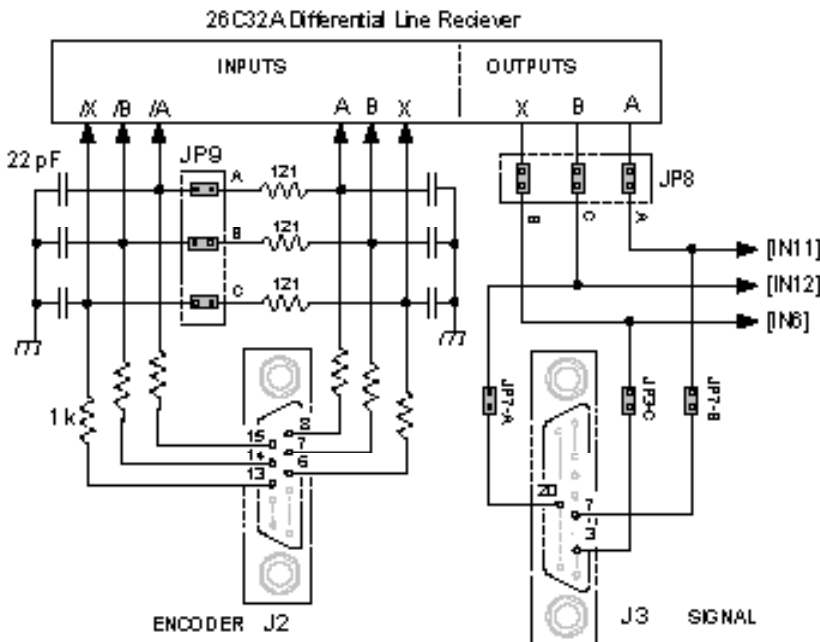 26C32A Differential Line Reciever
INPUTS
OUTPUTS
/X /B /A
A B X
X B A
22 pF
JP9
A
121
B
121
C
121
JP8
B
C
A
[IN11]
[IN12]
[IN6]
1 k
JP7-A
JP3-C
JP7-B
15
14
13
8
7
6
20
7
3
ENCODER J2
J3 SIGNAL